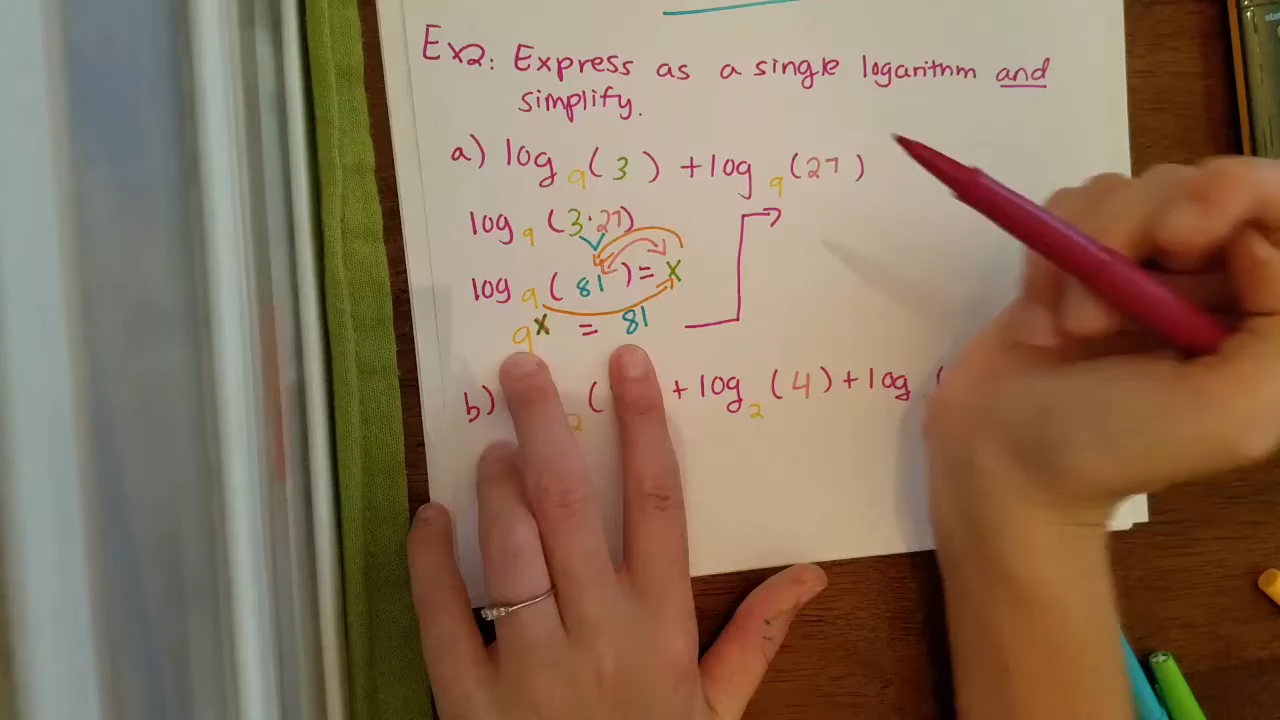 Ex2: Express as a single logarithm and
simplify.
a) log₉(3) + log₉(27)
log₉(3·27)
log₉(81) = x
9ˣ = 81
b) ₂( + log₂(4) + log (